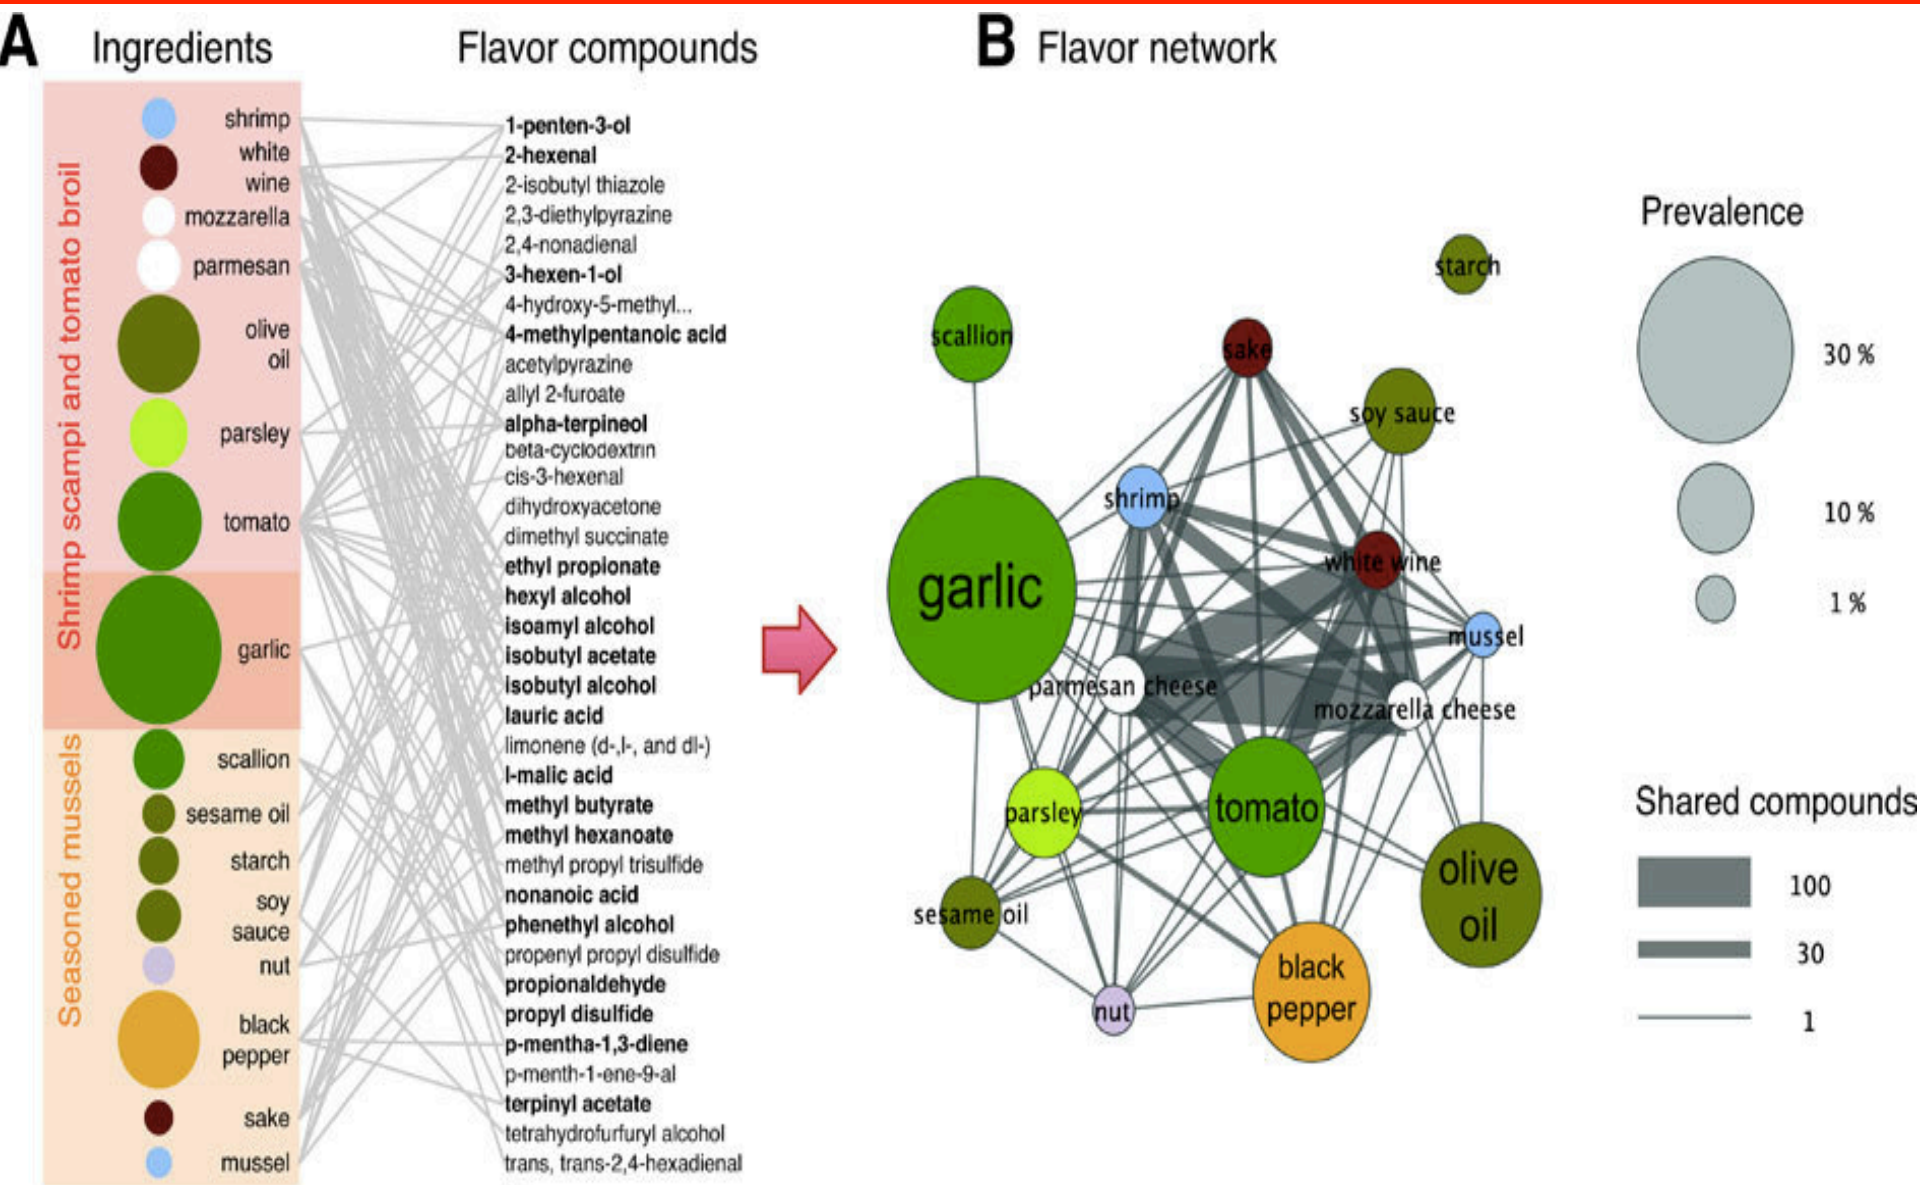 A Ingredients Flavor compounds
Shrimp scampi and tomato broil
Seasoned mussels
shrimp
white
wine
mozzarella
parmesan
olive
oil
parsley
tomato
garlic
scallion
sesame oil
starch
soy
sauce
nut
black
pepper
sake
mussel
1-penten-3-ol
2-hexenal
2-isobutyl thiazole
2,3-diethylpyrazine
2,4-nonadienal
3-hexen-1-ol
4-hydroxy-5-methyl...
4-methylpentanoic acid
acetylpyrazine
allyl 2-furoate
alpha-terpineol
beta-cyclodextrin
cis-3-hexenal
dihydroxyacetone
dimethyl succinate
ethyl propionate
hexyl alcohol
isoamyl alcohol
isobutyl acetate
isobutyl alcohol
lauric acid
limonene (d-,l-, and dl-)
l-malic acid
methyl butyrate
methyl hexanoate
methyl propyl trisulfide
nonanoic acid
phenethyl alcohol
propenyl propyl disulfide
propionaldehyde
propyl disulfide
p-mentha-1,3-diene
p-menth-1-ene-9-al
terpinyl acetate
tetrahydrofurfuryl alcohol
trans, trans-2,4-hexadienal
B Flavor network
starch
scallion
sake
soy sauce
shrimp
white wine
garlic
mussel
parmesan cheese
mozzarella cheese
parsley
tomato
olive
oil
sesame oil
black
pepper
nut
Prevalence
30 %
10 %
1 %
Shared compounds
100
30
1